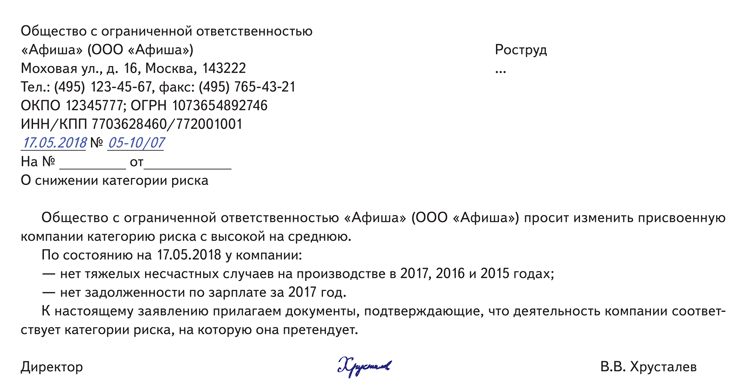 Общество с ограниченной ответственностью
«Афиша» (ООО «Афиша»)
Моховая ул., д. 16, Москва, 143222
Тел.: (495) 123-45-67, факс: (495) 765-43-21
ОКПО 12345777; ОГРН 1073654892746
ИНН/КПП 7703628460/772001001
17.05.2018 № 05-10/07
На № __________ от_____________
О снижении категории риска
Роструд
...
Общество с ограниченной ответственностью «Афиша» (ООО «Афиша») просит изменить присвоенную
компании категорию риска с высокой на среднюю.
По состоянию на 17.05.2018 у компании:
— нет тяжелых несчастных случаев на производстве в 2017, 2016 и 2015 годах;
— нет задолженности по зарплате за 2017 год.
К настоящему заявлению прилагаем документы, подтверждающие, что деятельность компании соответ-
ствует категории риска, на которую она претендует.
Директор Хрусталев В.В. Хрусталев